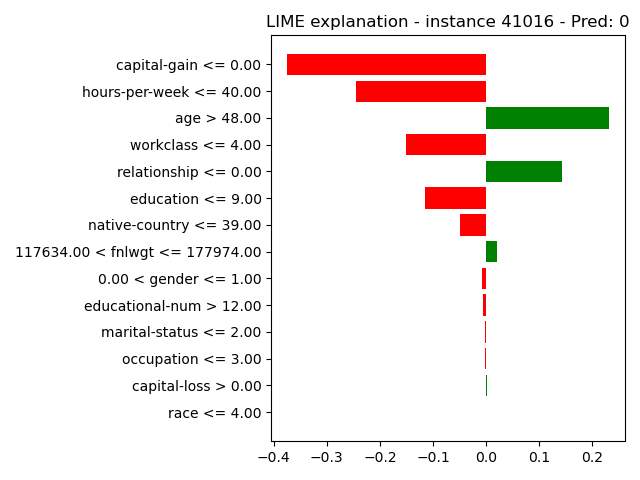 LIME explanation - instance 41016 - Pred: 0
capital-gain <= 0.00
hours-per-week <= 40.00
age > 48.00
workclass <= 4.00
relationship <= 0.00
education <= 9.00
native-country <= 39.00
117634.00 < fnlwgt <= 177974.00
0.00 < gender <= 1.00
educational-num > 12.00
marital-status <= 2.00
occupation <= 3.00
capital-loss > 0.00
race <= 4.00
−0.4 −0.3 −0.2 −0.1 0.0 0.1 0.2